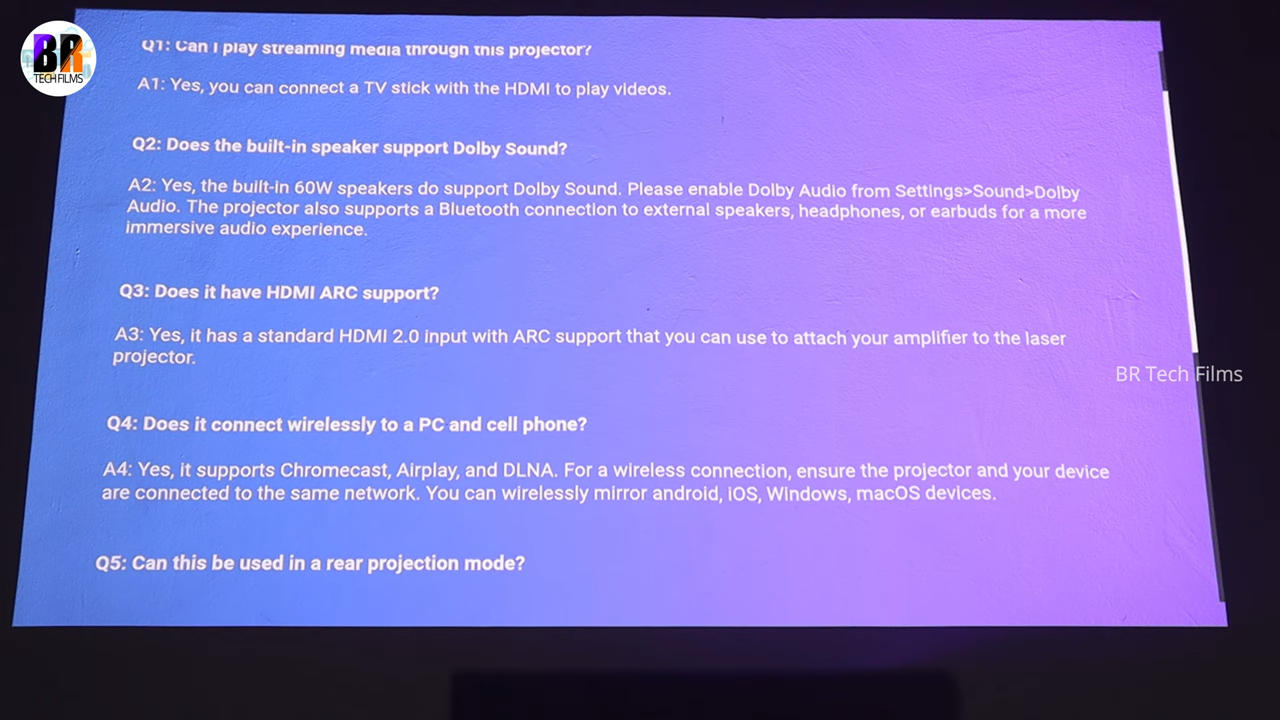 BR
TECH FILMS
Q1: Can I play streaming media through this projector?
A1: Yes, you can connect a TV stick with the HDMI to play videos.
Q2: Does the built-in speaker support Dolby Sound?
A2: Yes, the built-in 60W speakers do support Dolby Sound. Please enable Dolby Audio from Settings>Sound>Dolby
Audio. The projector also supports a Bluetooth connection to external speakers, headphones, or earbuds for a more
immersive audio experience.
Q3: Does it have HDMI ARC support?
A3: Yes, it has a standard HDMI 2.0 input with ARC support that you can use to attach your amplifier to the laser
projector.
BR Tech Films
Q4: Does it connect wirelessly to a PC and cell phone?
A4: Yes, it supports Chromecast, Airplay, and DLNA. For a wireless connection, ensure the projector and your device
are connected to the same network. You can wirelessly mirror android, iOS, Windows, macOS devices.
Q5: Can this be used in a rear projection mode?